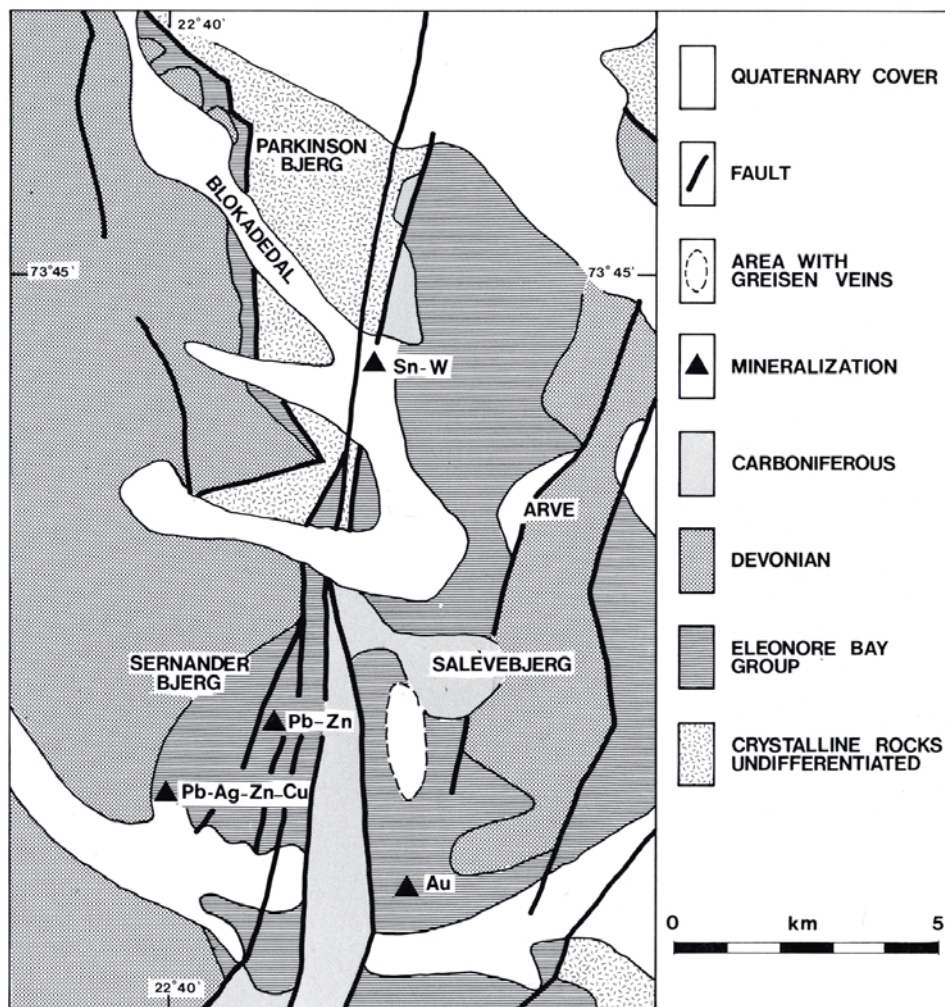 22°40'
PARKINSON
BJERG
BLOKADEDAL
73°45'
73°45'
Sn-W
ARVE
SERNANDER
BJERG
SALEVEBJERG
Pb-Zn
Pb-Ag-Zn-Cu
Au
22°40'
QUATERNARY COVER
FAULT
AREA WITH
GREISEN VEINS
MINERALIZATION
CARBONIFEROUS
DEVONIAN
ELEONORE BAY
GROUP
CRYSTALLINE ROCKS
UNDIFFERENTIATED
0 km 5